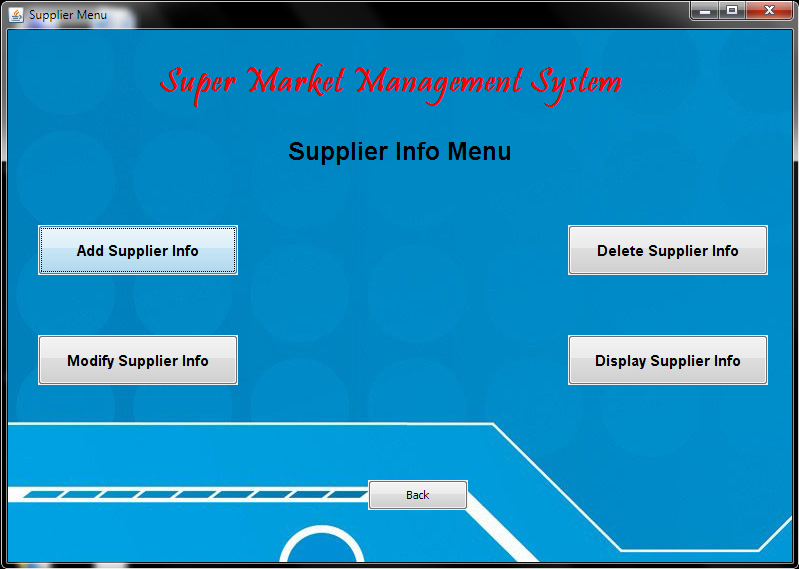 Supplier Menu
Super Market Management System
Supplier Info Menu
Add Supplier Info
Delete Supplier Info
Modify Supplier Info
Display Supplier Info
Back